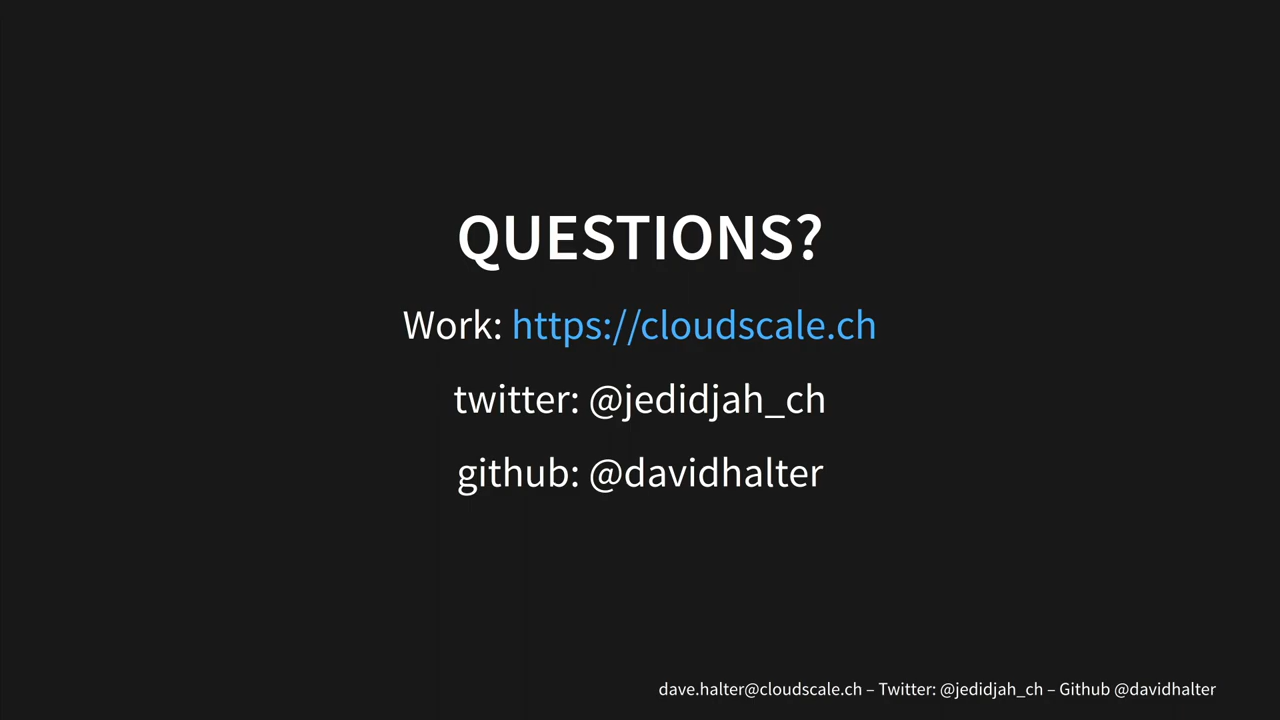 QUESTIONS?
Work: https://cloudscale.ch
twitter: @jedidjah_ch
github: @davidhalter
dave.halter@cloudscale.ch – Twitter: @jedidjah_ch – Github @davidhalter